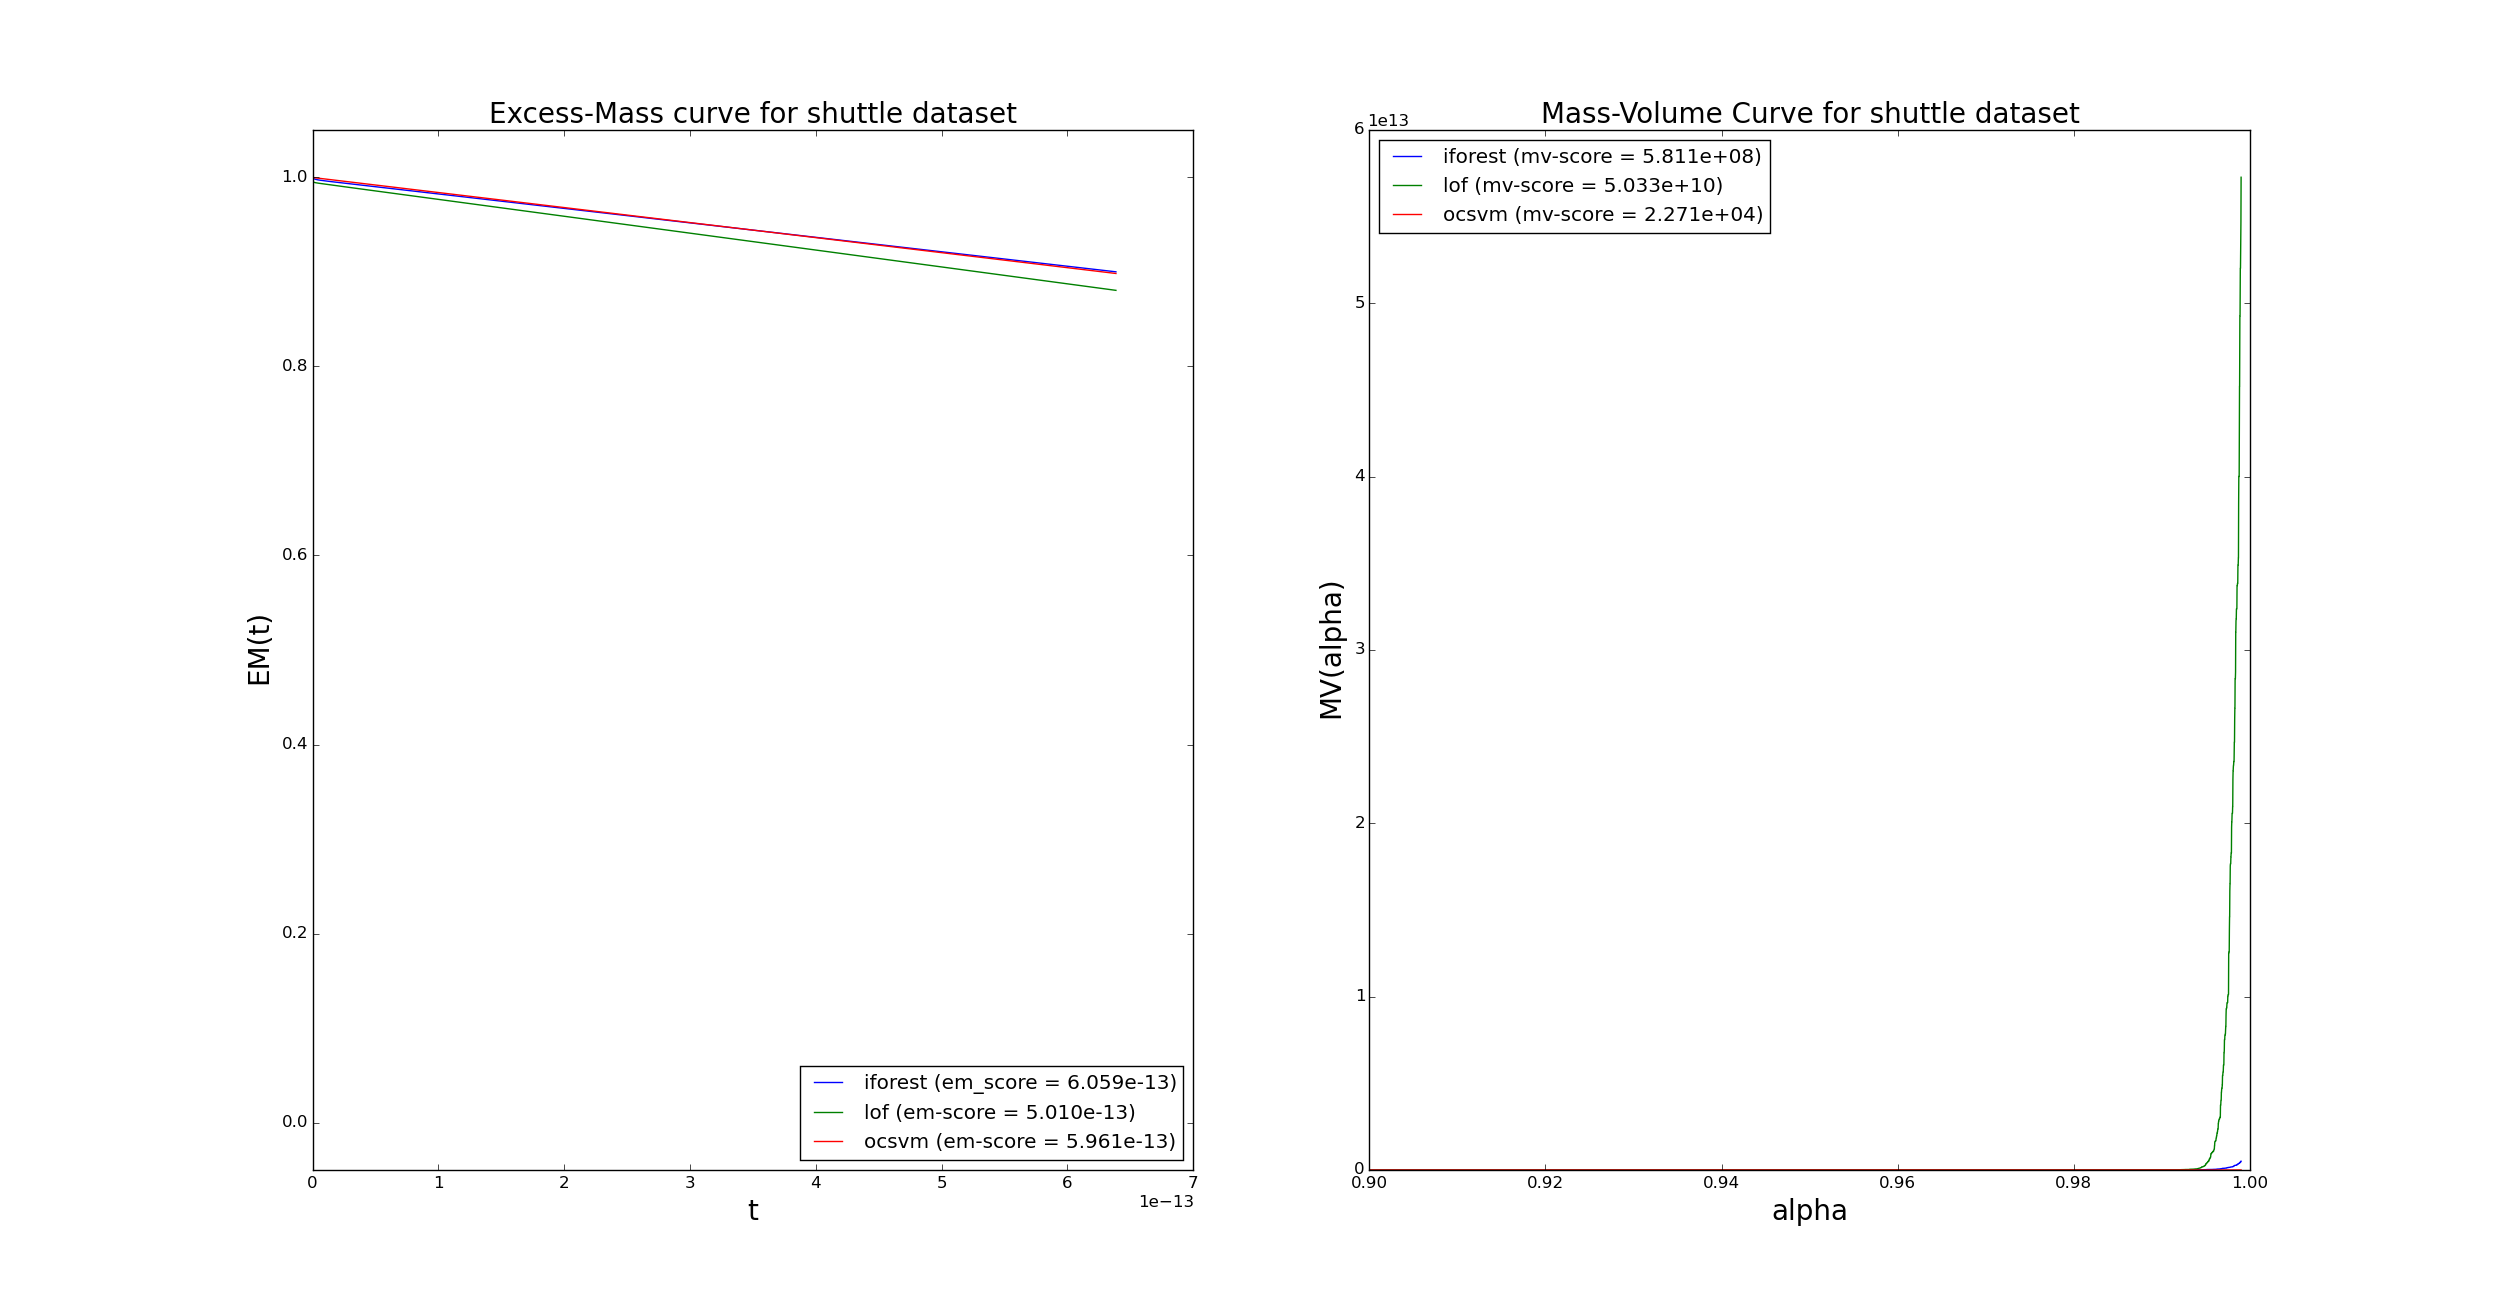 Excess-Mass curve for shuttle dataset
1.0
0.8
0.6
0.4
0.2
0.0
EM(t)
iforest (em_score = 6.059e-13)
lof (em-score = 5.010e-13)
ocsvm (em-score = 5.961e-13)
0 1 2 3 4 5 6 7
1e−13
t
Mass-Volume Curve for shuttle dataset
1e13
6
5
4
3
2
1
0
MV(alpha)
iforest (mv-score = 5.811e+08)
lof (mv-score = 5.033e+10)
ocsvm (mv-score = 2.271e+04)
0.90 0.92 0.94 0.96 0.98 1.00
alpha